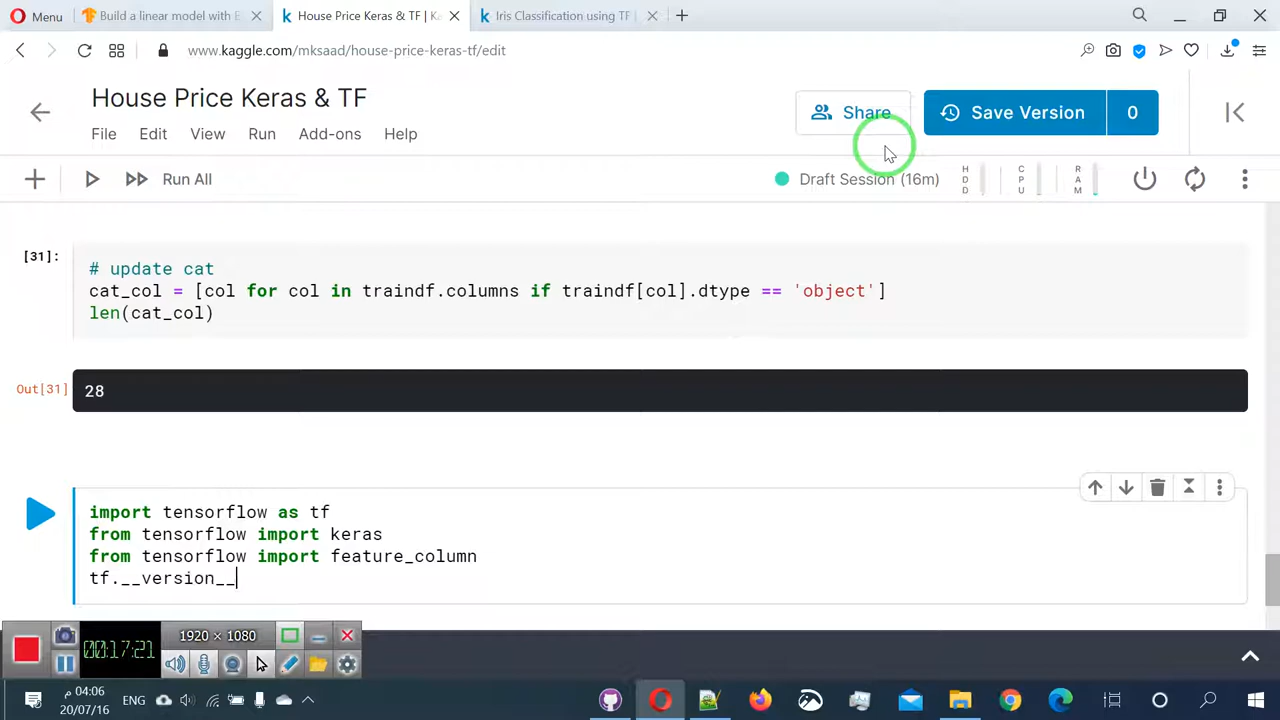 Menu
Build a linear model with E
House Price Keras & TF | Ka
Iris Classification using TF |
www.kaggle.com/mksaad/house-price-keras-tf/edit
House Price Keras & TF
File Edit View Run Add-ons Help
Share
Save Version 0
Run All
Draft Session (16m)
HDD
CPU
RAM
[31]:
# update cat
cat_col = [col for col in traindf.columns if traindf[col].dtype == 'object']
len(cat_col)
Out[31]
28
import tensorflow as tf
from tensorflow import keras
from tensorflow import feature_column
tf.__version__
00:17:21
1920 × 1080
ENG
04:06 م
20/07/16